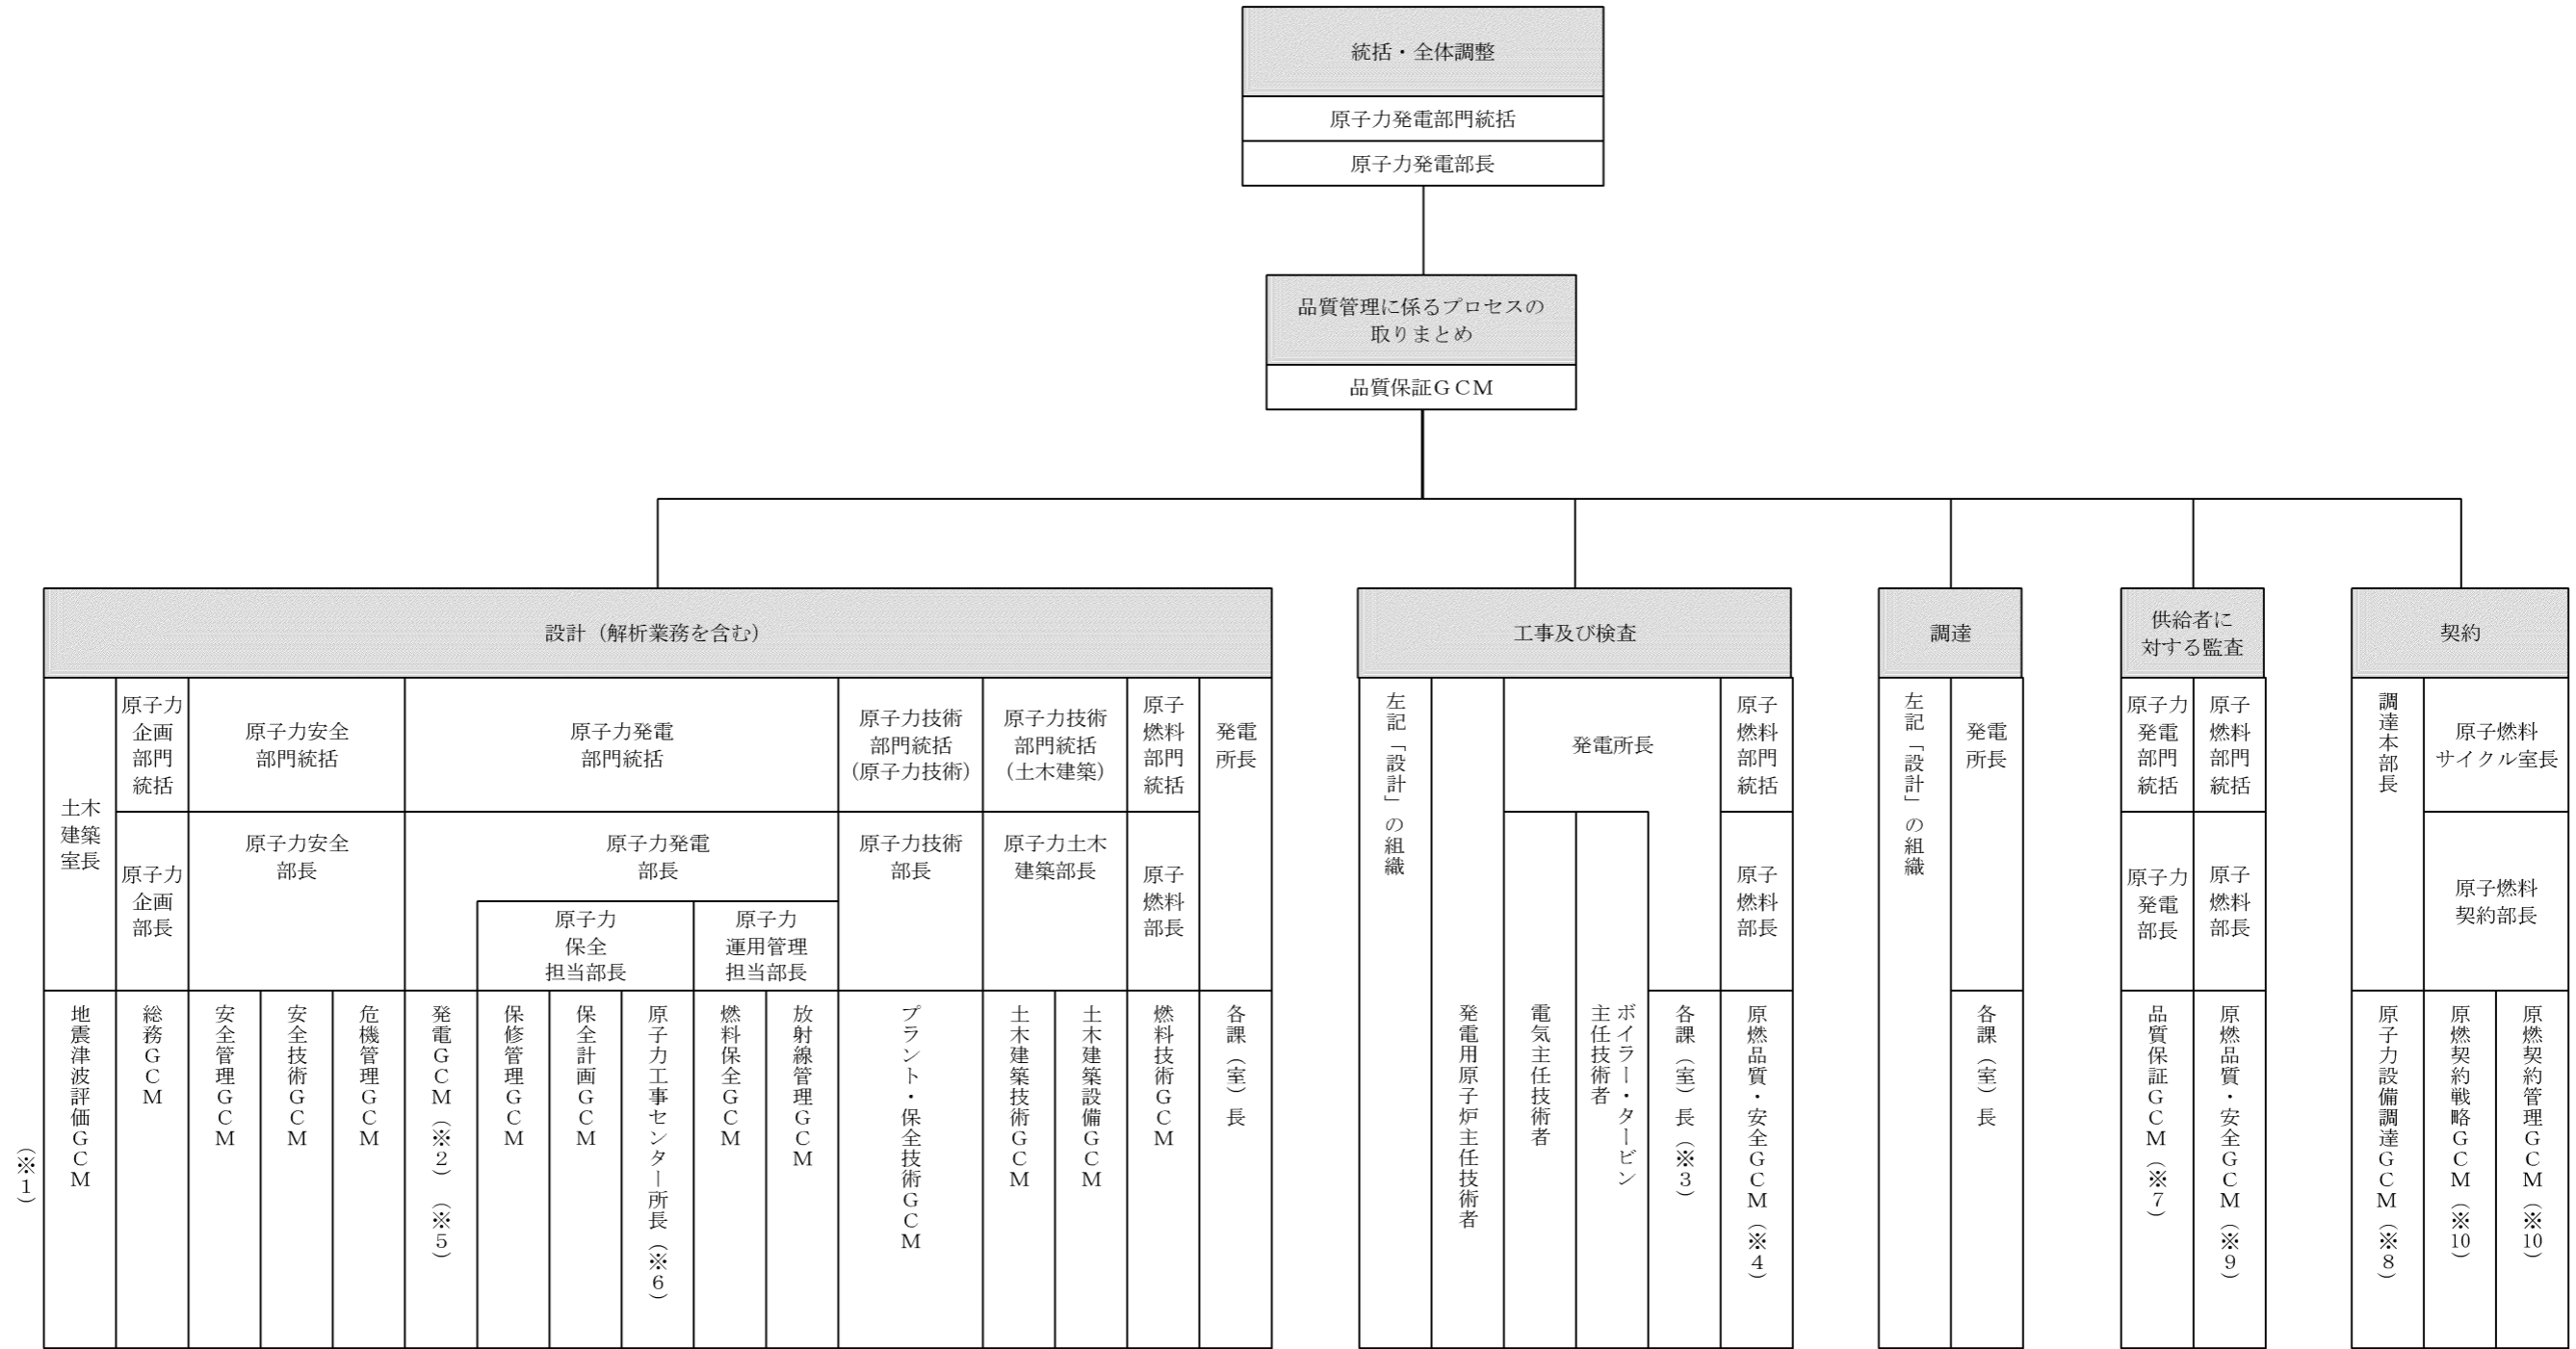 統括・全体調整
原子力発電部門統括
原子力発電部長
品質管理に係るプロセスの
取りまとめ
品質保証ＧＣＭ
設計（解析業務を含む）
土木
建築
室長
原子力
企画
部門
統括
原子力安全
部門統括
原子力発電
部門統括
原子力技術
部門統括
（原子力技術）
原子力技術
部門統括
（土木建築）
原子
燃料
部門
統括
発電
所長
原子力
企画
部長
原子力安全
部長
原子力発電
部長
原子力
保全
担当部長
原子力
運用管理
担当部長
原子力技術
部長
原子力土木
建築部長
原子
燃料
部長
（※１）
地震津波評価ＧＣＭ
総務ＧＣＭ
安全管理ＧＣＭ
安全技術ＧＣＭ
危機管理ＧＣＭ
発電ＧＣＭ（※２）（※５）
保修管理ＧＣＭ
保全計画ＧＣＭ
原子力工事センター所長（※６）
燃料保全ＧＣＭ
放射線管理ＧＣＭ
プラント・保全技術ＧＣＭ
土木建築技術ＧＣＭ
土木建築設備ＧＣＭ
燃料技術ＧＣＭ
各課（室）長
工事及び検査
左記「設計」の組織
発電用原子炉主任技術者
発電所長
電気主任技術者
ボイラー・タービン
主任技術者
各課（室）長（※３）
原子
燃料
部門
統括
原子
燃料
部長
原燃品質・安全ＧＣＭ（※４）
調達
左記「設計」の組織
発電
所長
各課（室）長
供給者に
対する監査
原子力
発電
部門
統括
原子
燃料
部門
統括
原子力
発電
部長
原子
燃料
部長
品質保証ＧＣＭ（※７）
原燃品質・安全ＧＣＭ（※９）
契約
調達本部長
原子燃料
サイクル室長
原子燃料
契約部長
原子力設備調達ＧＣＭ（※８）
原燃契約戦略ＧＣＭ（※10）
原燃契約管理ＧＣＭ（※10）